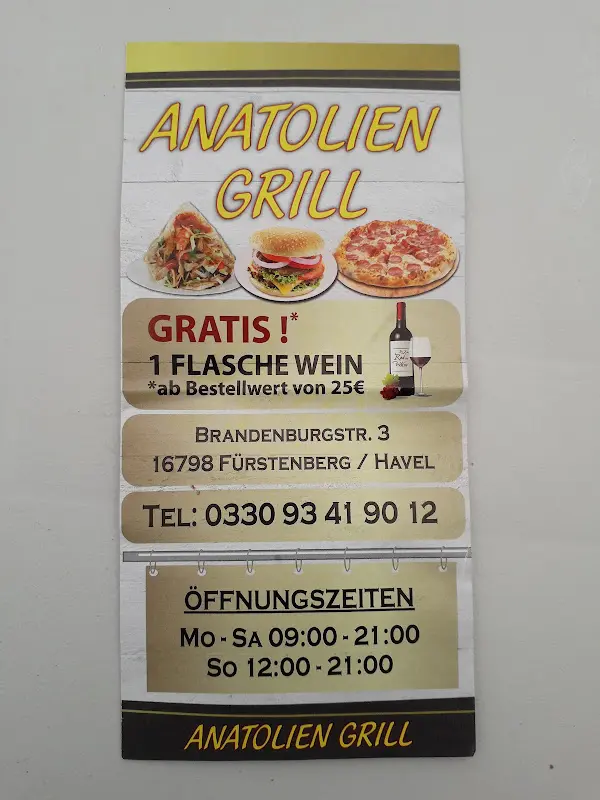 ANATOLIEN
GRILL
GRATIS !*
1 FLASCHE WEIN
*ab Bestellwert von 25€
BRANDENBURGSTR. 3
16798 FÜRSTENBERG / HAVEL
TEL: 0330 93 41 90 12
ÖFFNUNGSZEITEN
MO - SA 09:00 - 21:00
SO 12:00 - 21:00
ANATOLIEN GRILL